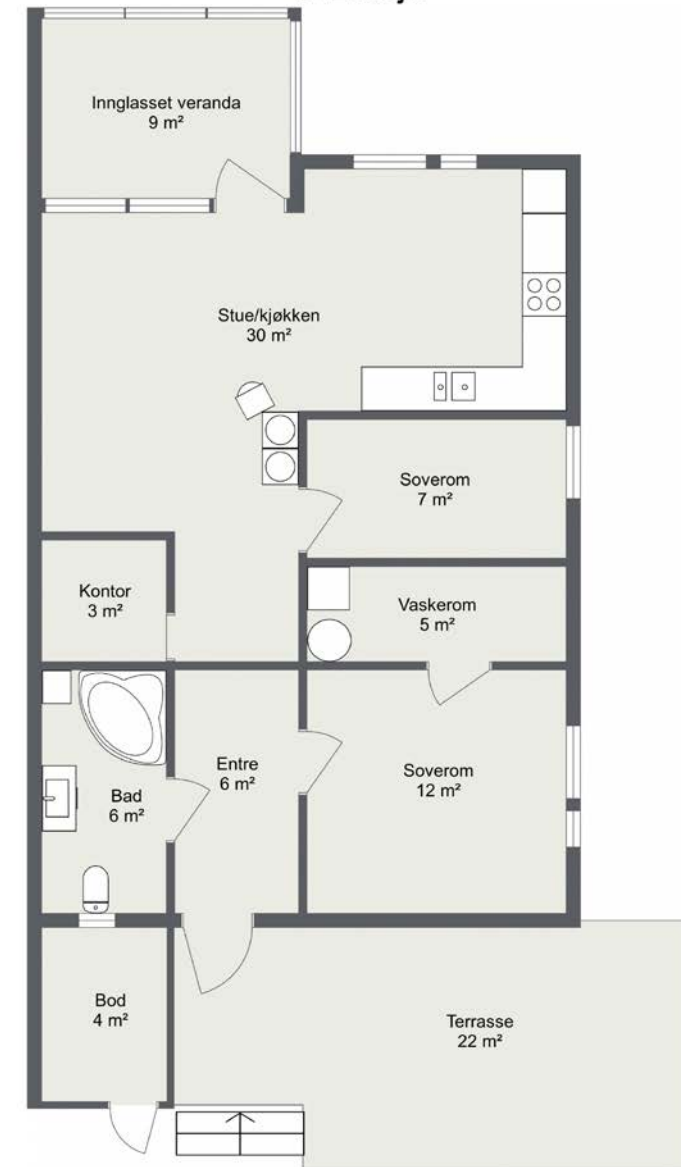 Innglasset veranda
9 m²
Stue/kjøkken
30 m²
Soverom
7 m²
Kontor
3 m²
Vaskerom
5 m²
Entre
6 m²
Soverom
12 m²
Bad
6 m²
Bod
4 m²
Terrasse
22 m²